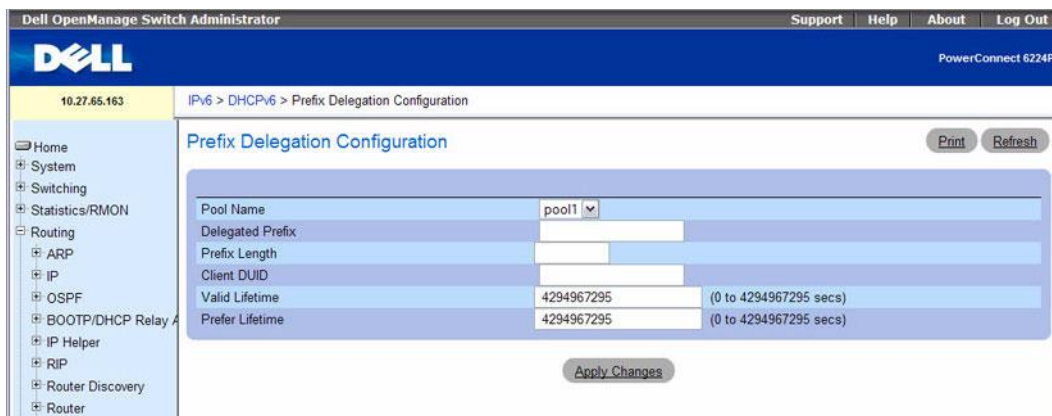 Dell OpenManage Switch Administrator
Support Help About Log Out
DELL
PowerConnect 6224P
10.27.65.163
IPv6 > DHCPv6 > Prefix Delegation Configuration
Home
System
Switching
Statistics/RMON
Routing
ARP
IP
OSPF
BOOTP/DHCP Relay A
IP Helper
RIP
Router Discovery
Router
Prefix Delegation Configuration
Print Refresh
Pool Name pool1
Delegated Prefix
Prefix Length
Client DUID
Valid Lifetime 4294967295 (0 to 4294967295 secs)
Prefer Lifetime 4294967295 (0 to 4294967295 secs)
Apply Changes